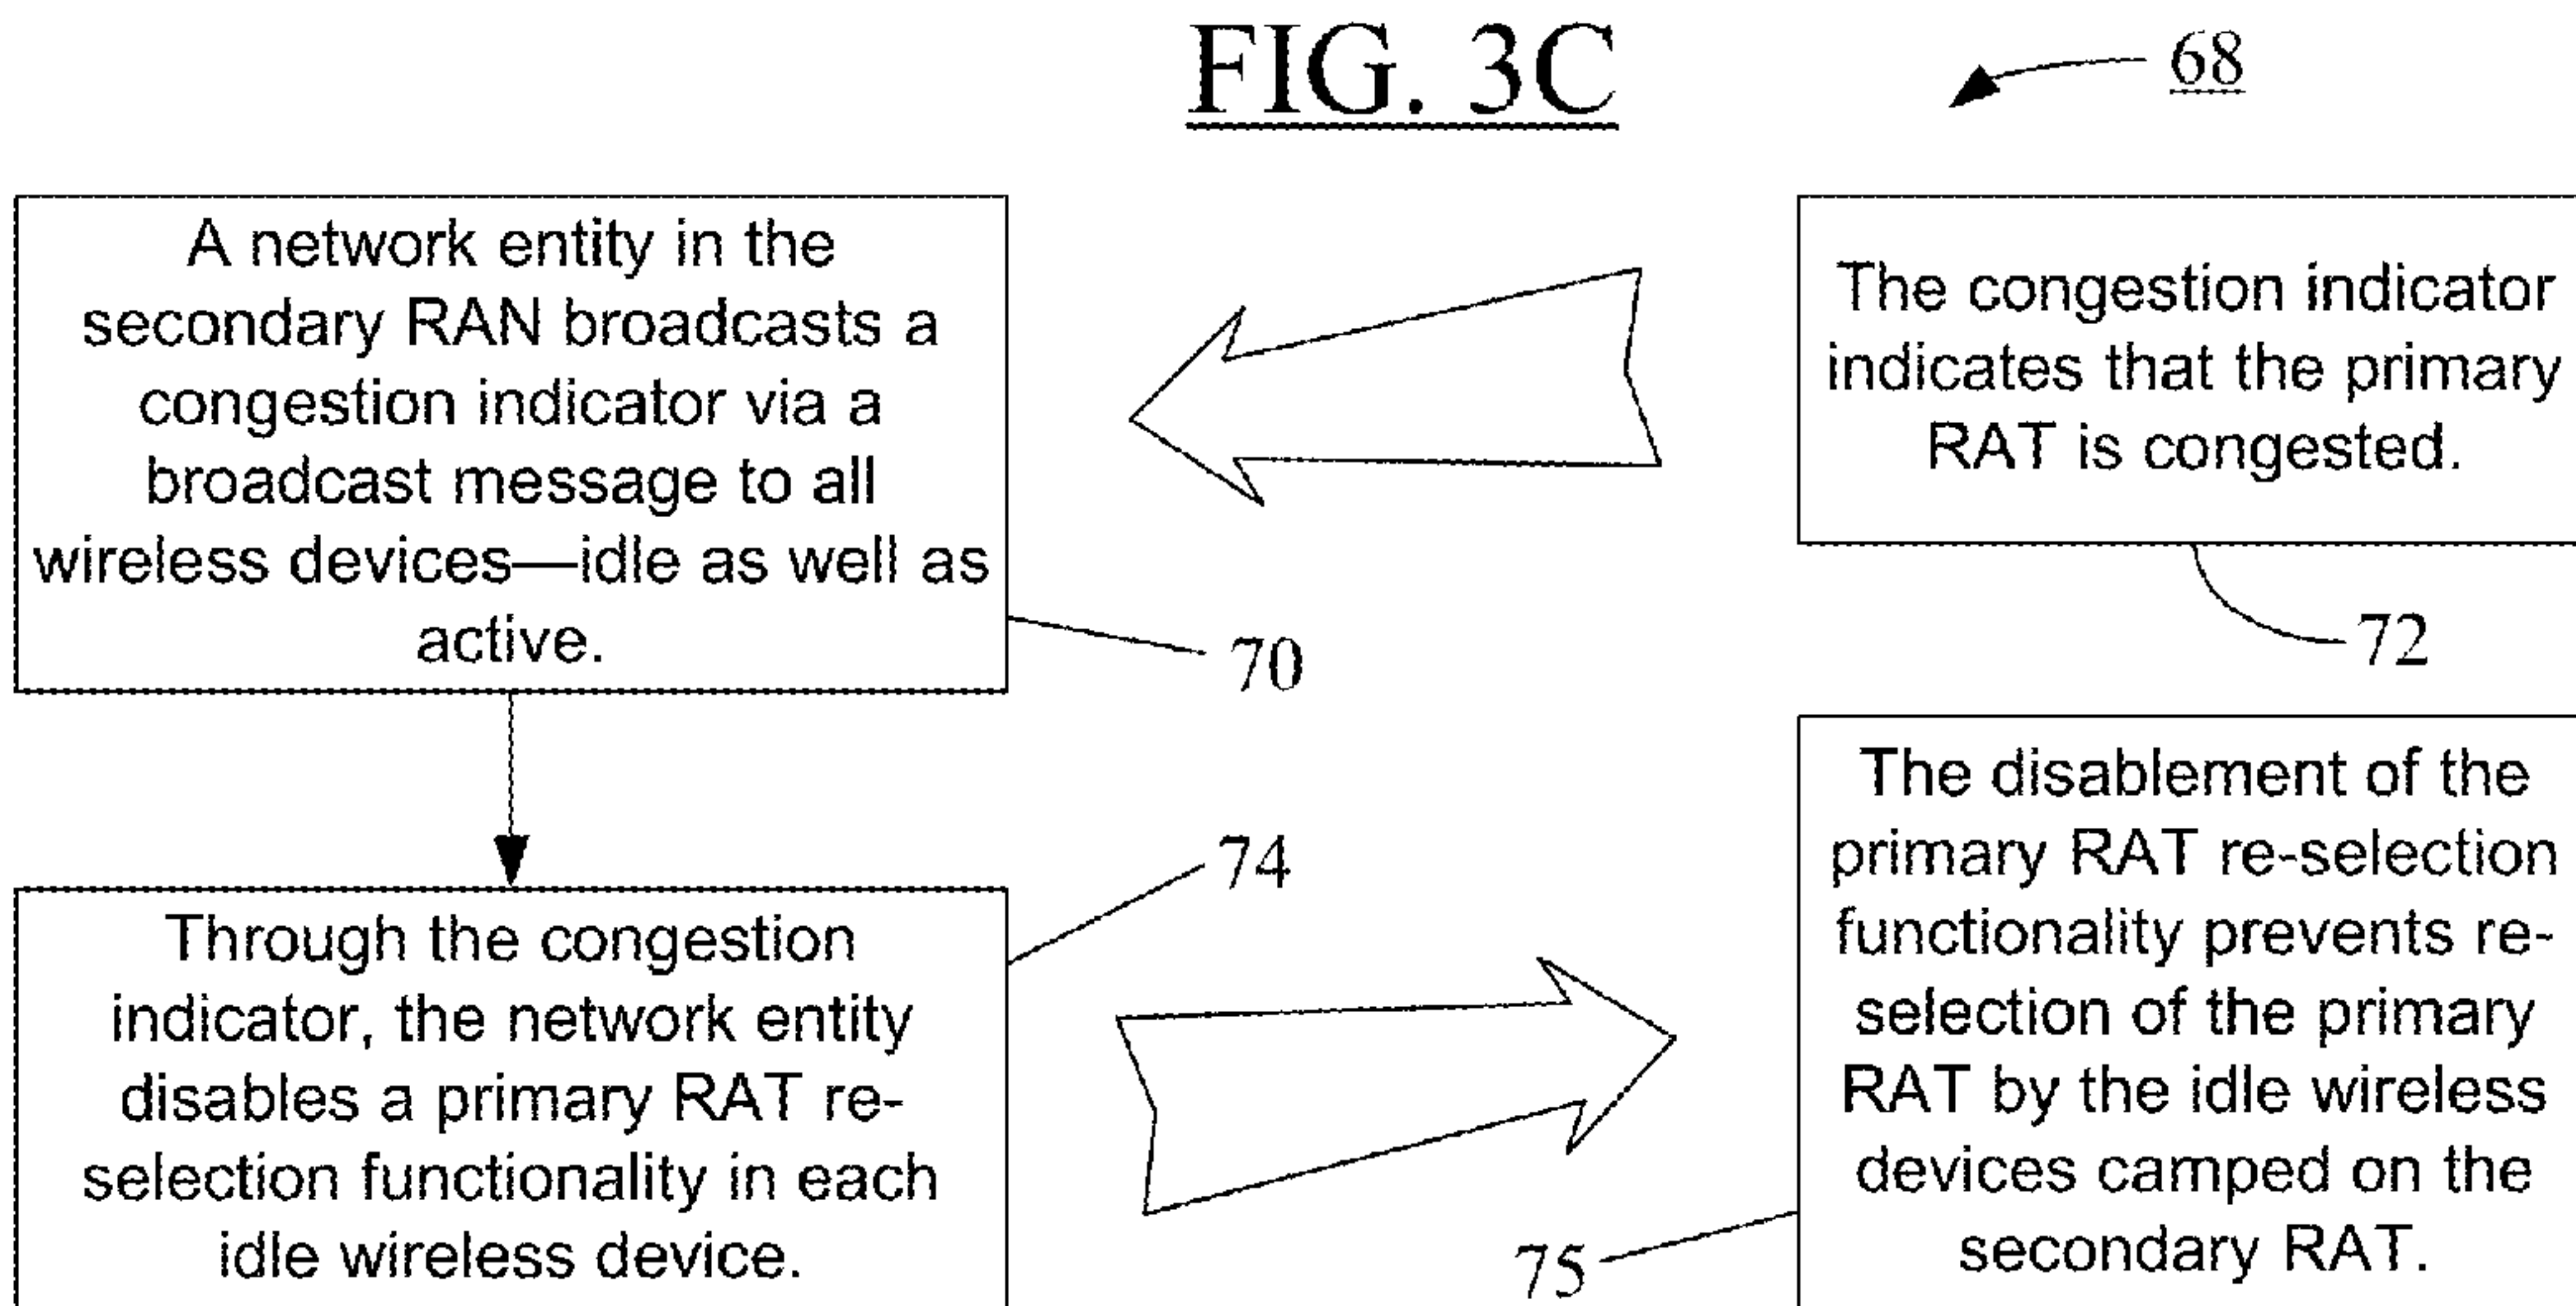 FIG. 3C
68
A network entity in the
secondary RAN broadcasts a
congestion indicator via a
broadcast message to all
wireless devices—idle as well as
active.
70
The congestion indicator
indicates that the primary
RAT is congested.
72
Through the congestion
indicator, the network entity
disables a primary RAT re-
selection functionality in each
idle wireless device.
74
The disablement of the
primary RAT re-selection
functionality prevents re-
selection of the primary
RAT by the idle wireless
devices camped on the
secondary RAT.
75